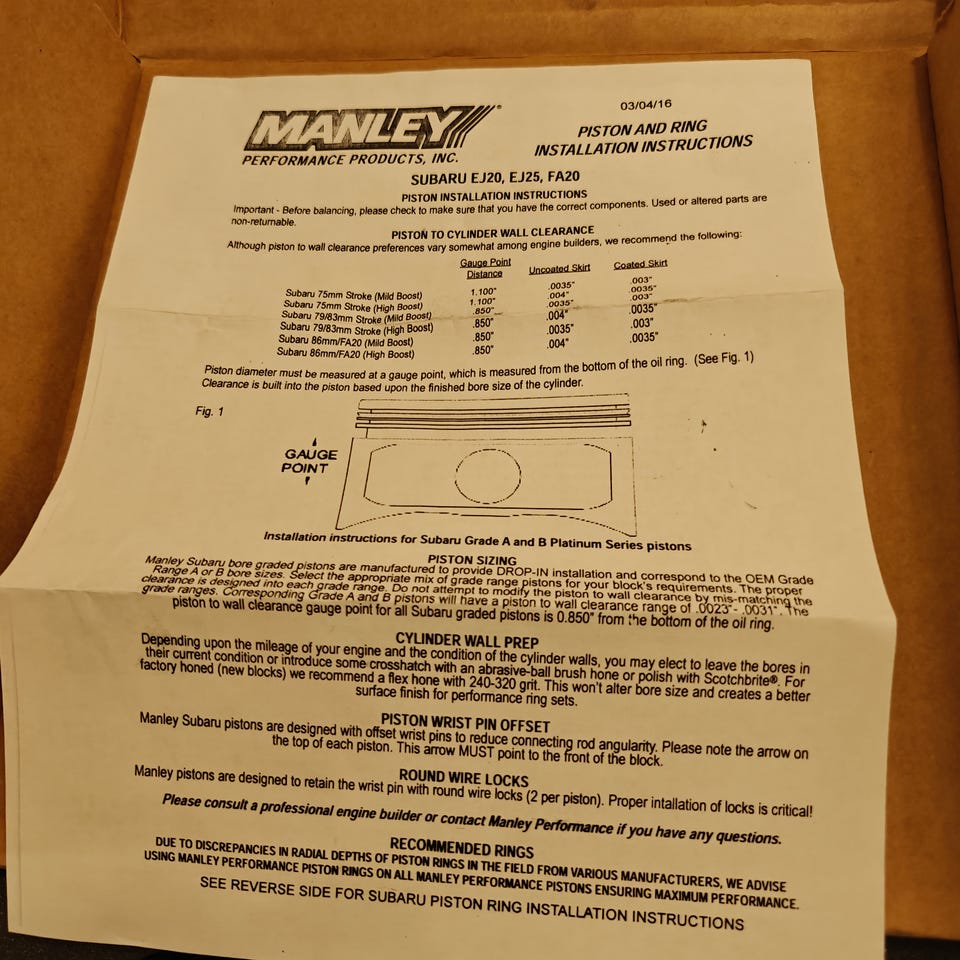 MANLEY®
PERFORMANCE PRODUCTS, INC.
03/04/16
PISTON AND RING
INSTALLATION INSTRUCTIONS
SUBARU EJ20, EJ25, FA20
PISTON INSTALLATION INSTRUCTIONS
Important - Before balancing, please check to make sure that you have the correct components. Used or altered parts are
non-returnable.
PISTON TO CYLINDER WALL CLEARANCE
Although piston to wall clearance preferences vary somewhat among engine builders, we recommend the following:
Gauge Point
Distance Uncoated Skirt Coated Skirt
Subaru 75mm Stroke (Mild Boost) 1.100" .0035" .003"
Subaru 75mm Stroke (High Boost) 1.100" .004" .0035"
Subaru 79/83mm Stroke (Mild Boost) .850" .0035" .003"
Subaru 79/83mm Stroke (High Boost) .850" .004" .0035"
Subaru 86mm/FA20 (Mild Boost) .850" .0035" .003"
Subaru 86mm/FA20 (High Boost) .850" .004" .0035"
Piston diameter must be measured at a gauge point, which is measured from the bottom of the oil ring. (See Fig. 1)
Clearance is built into the piston based upon the finished bore size of the cylinder.
Fig. 1
GAUGE
POINT
Installation instructions for Subaru Grade A and B Platinum Series pistons
PISTON SIZING
Manley Subaru bore graded pistons are manufactured to provide DROP-IN installation and correspond to the OEM Grade
Range A or B bore sizes. Select the appropriate mix of grade range pistons for your block's requirements. The proper
clearance is designed into each grade range. Do not attempt to modify the piston to wall clearance by mis-matching the
grade ranges. Corresponding Grade A and B pistons will have a piston to wall clearance range of .0023"- .0031". The
piston to wall clearance gauge point for all Subaru graded pistons is 0.850" from the bottom of the oil ring.
CYLINDER WALL PREP
Depending upon the mileage of your engine and the condition of the cylinder walls, you may elect to leave the bores in
their current condition or introduce some crosshatch with an abrasive-ball brush hone or polish with Scotchbrite®. For
factory honed (new blocks) we recommend a flex hone with 240-320 grit. This won't alter bore size and creates a better
surface finish for performance ring sets.
PISTON WRIST PIN OFFSET
Manley Subaru pistons are designed with offset wrist pins to reduce connecting rod angularity. Please note the arrow on
the top of each piston. This arrow MUST point to the front of the block.
ROUND WIRE LOCKS
Manley pistons are designed to retain the wrist pin with round wire locks (2 per piston). Proper intallation of locks is critical!
Please consult a professional engine builder or contact Manley Performance if you have any questions.
RECOMMENDED RINGS
DUE TO DISCREPANCIES IN RADIAL DEPTHS OF PISTON RINGS IN THE FIELD FROM VARIOUS MANUFACTURERS, WE ADVISE
USING MANLEY PERFORMANCE PISTON RINGS ON ALL MANLEY PERFORMANCE PISTONS ENSURING MAXIMUM PERFORMANCE.
SEE REVERSE SIDE FOR SUBARU PISTON RING INSTALLATION INSTRUCTIONS